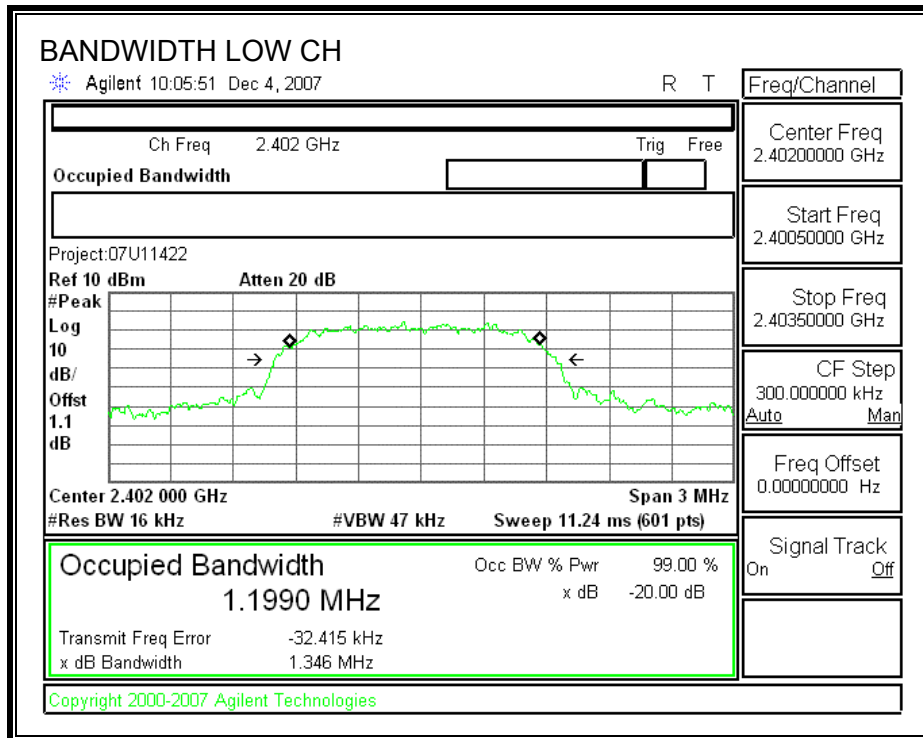 BANDWIDTH LOW CH
Agilent 10:05:51 Dec 4, 2007 R T
Freq/Channel
Ch Freq 2.402 GHz Trig Free
Occupied Bandwidth
Center Freq
2.40200000 GHz
Start Freq
2.40050000 GHz
Stop Freq
2.40350000 GHz
CF Step
300.000000 kHz
Auto Man
Freq Offset
0.00000000 Hz
Signal Track
On Off
Project:07U11422
Ref 10 dBm Atten 20 dB
#Peak
Log
10
dB/
Offst
1.1
dB
Center 2.402 000 GHz Span 3 MHz
#Res BW 16 kHz #VBW 47 kHz Sweep 11.24 ms (601 pts)
Occupied Bandwidth
1.1990 MHz
Occ BW % Pwr 99.00 %
x dB -20.00 dB
Transmit Freq Error -32.415 kHz
x dB Bandwidth 1.346 MHz
Copyright 2000-2007 Agilent Technologies